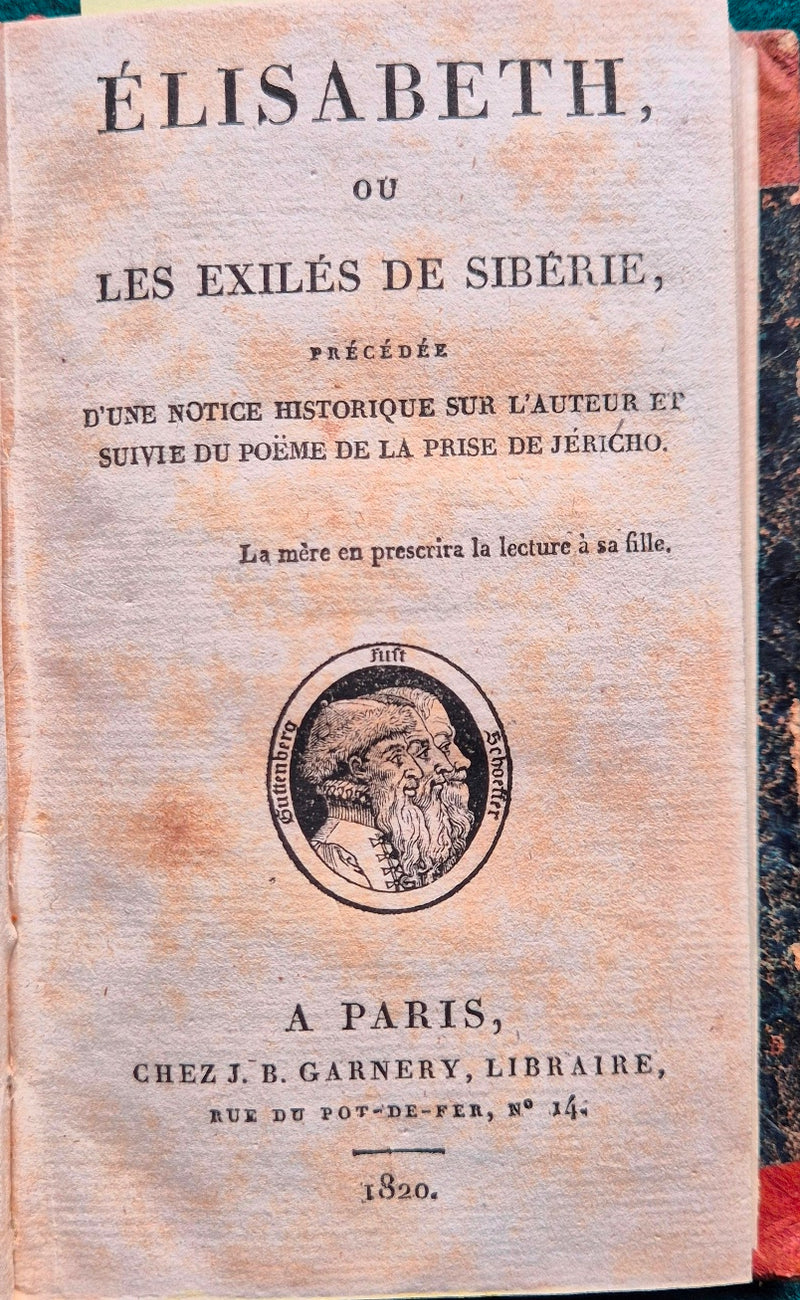 ÉLISABETH,
OU
LES EXILÉS DE SIBÉRIE,
PRÉCÉDÉE
D'UNE NOTICE HISTORIQUE SUR L'AUTEUR ET
SUIVIE DU POËME DE LA PRISE DE JÉRICHO.
La mère en prescrira la lecture à sa fille.
Guttenberg
Fust
Schoeffer
A PARIS,
CHEZ J. B. GARNERY, LIBRAIRE,
RUE DU POT-DE-FER, Nº 14.
1820.